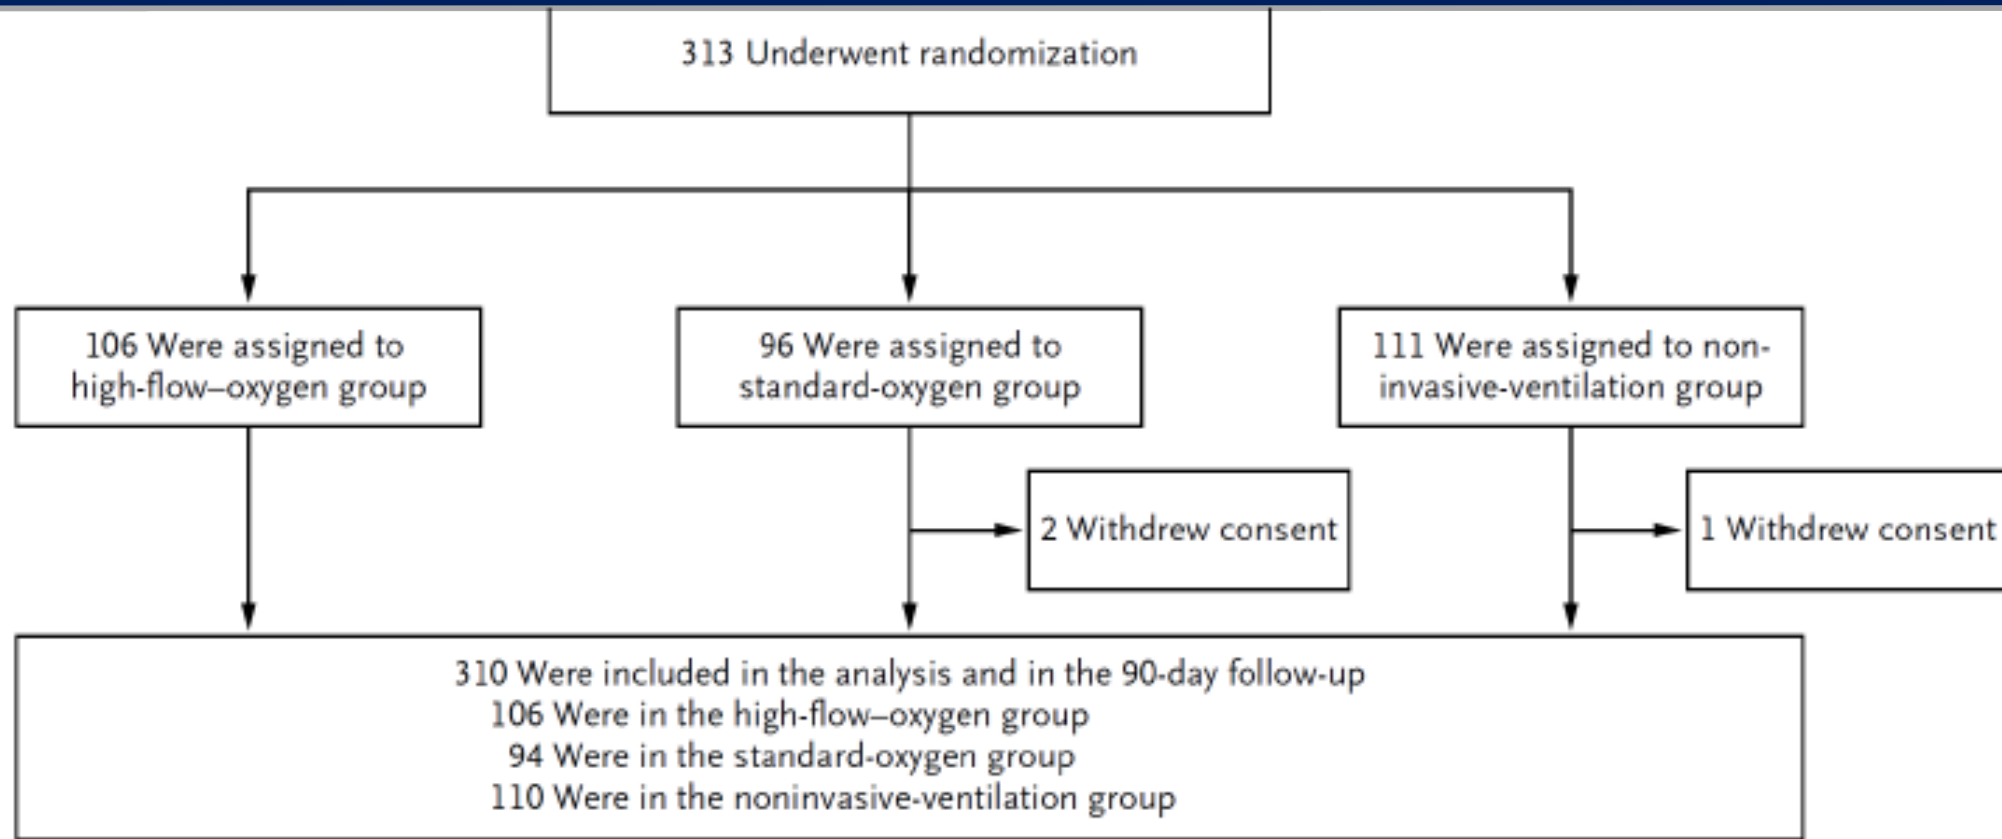 313 Underwent randomization
106 Were assigned to
high-flow–oxygen group
96 Were assigned to
standard-oxygen group
111 Were assigned to non-
invasive-ventilation group
2 Withdrew consent
1 Withdrew consent
310 Were included in the analysis and in the 90-day follow-up
106 Were in the high-flow–oxygen group
94 Were in the standard-oxygen group
110 Were in the noninvasive-ventilation group